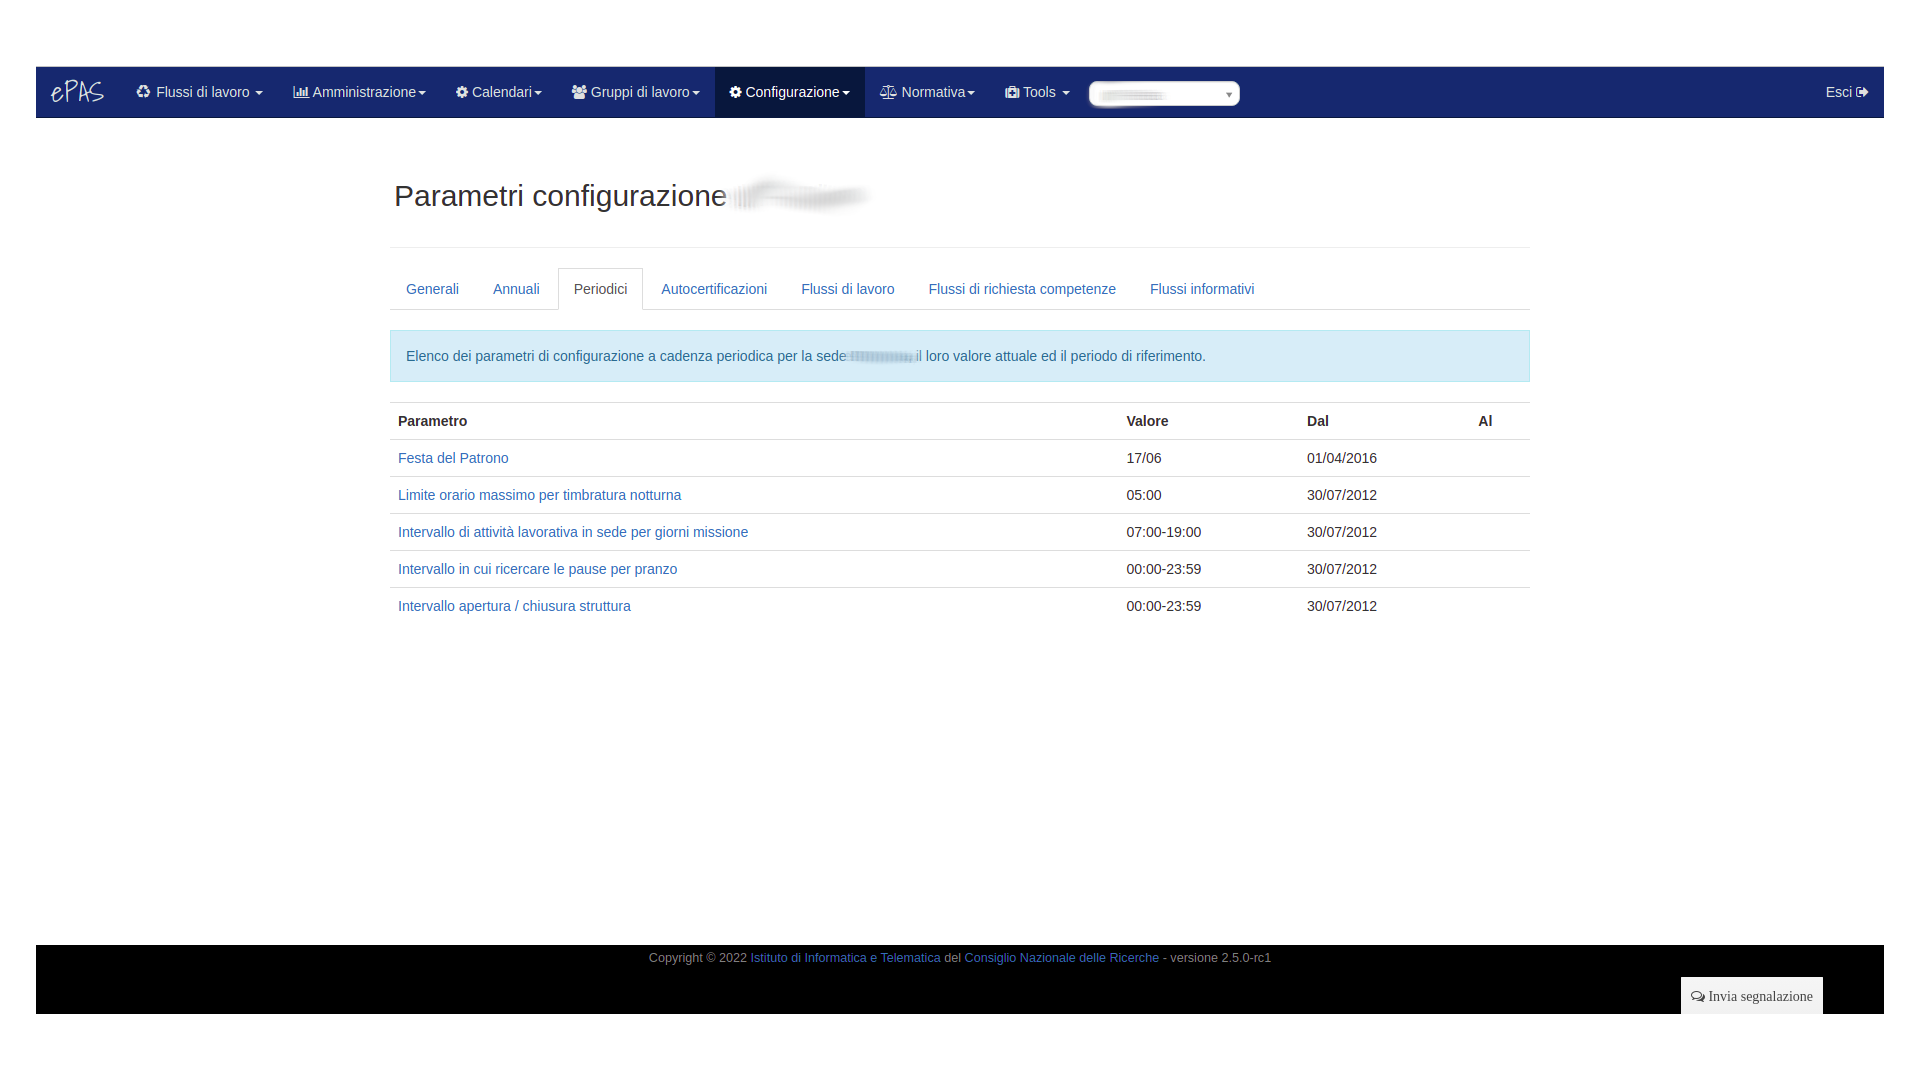 ePAS Flussi di lavoro Amministrazione Calendari Gruppi di lavoro Configurazione Normativa Tools Esci
Parametri configurazione
Generali Annuali Periodici Autocertificazioni Flussi di lavoro Flussi di richiesta competenze Flussi informativi
Elenco dei parametri di configurazione a cadenza periodica per la sede il loro valore attuale ed il periodo di riferimento.
Parametro Valore Dal Al
Festa del Patrono 17/06 01/04/2016
Limite orario massimo per timbratura notturna 05:00 30/07/2012
Intervallo di attività lavorativa in sede per giorni missione 07:00-19:00 30/07/2012
Intervallo in cui ricercare le pause per pranzo 00:00-23:59 30/07/2012
Intervallo apertura / chiusura struttura 00:00-23:59 30/07/2012
Copyright © 2022 Istituto di Informatica e Telematica del Consiglio Nazionale delle Ricerche - versione 2.5.0-rc1
Invia segnalazione